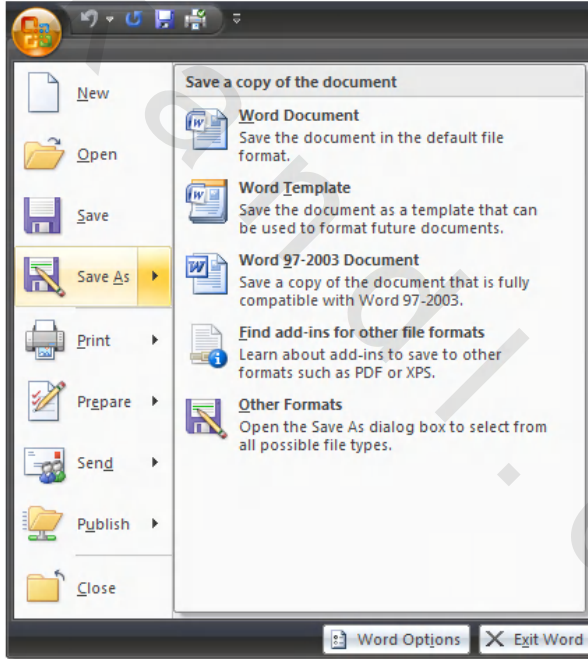 New
Open
Save
Save As
Print
Prepare
Send
Publish
Close
Save a copy of the document
Word Document
Save the document in the default file
format.
Word Template
Save the document as a template that can
be used to format future documents.
Word 97-2003 Document
Save a copy of the document that is fully
compatible with Word 97-2003.
Find add-ins for other file formats
Learn about add-ins to save to other
formats such as PDF or XPS.
Other Formats
Open the Save As dialog box to select from
all possible file types.
Word Options
Exit Word